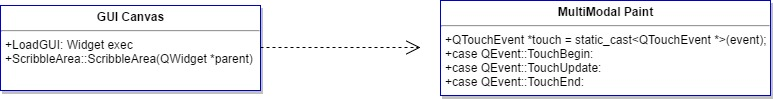 GUI Canvas
+LoadGUI: Widget exec
+ScribbleArea::ScribbleArea(QWidget *parent)
MultiModal Paint
+QTouchEvent *touch = static_cast<QTouchEvent *>(event);
+case QEvent::TouchBegin:
+case QEvent::TouchUpdate:
+case QEvent::TouchEnd: